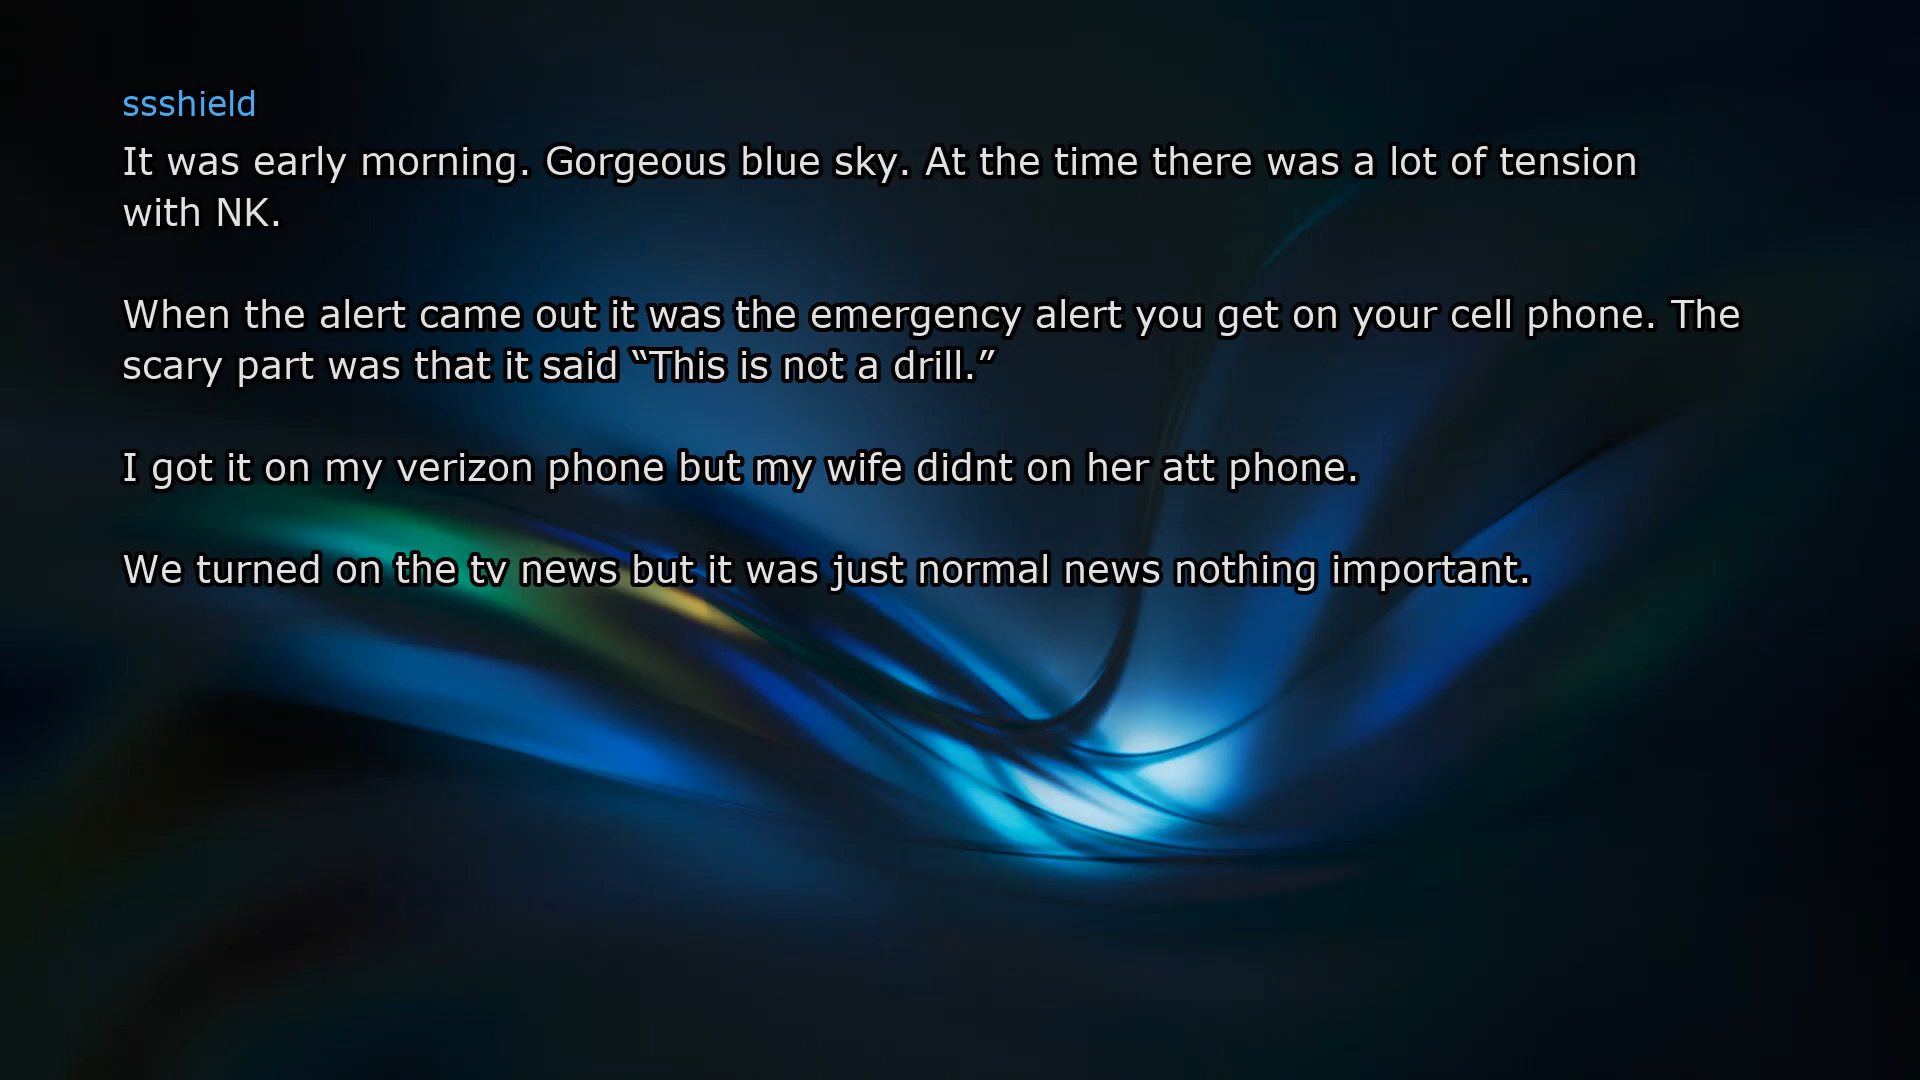 ssshield
It was early morning. Gorgeous blue sky. At the time there was a lot of tension
with NK.
When the alert came out it was the emergency alert you get on your cell phone. The
scary part was that it said “This is not a drill.”
I got it on my verizon phone but my wife didnt on her att phone.
We turned on the tv news but it was just normal news nothing important.